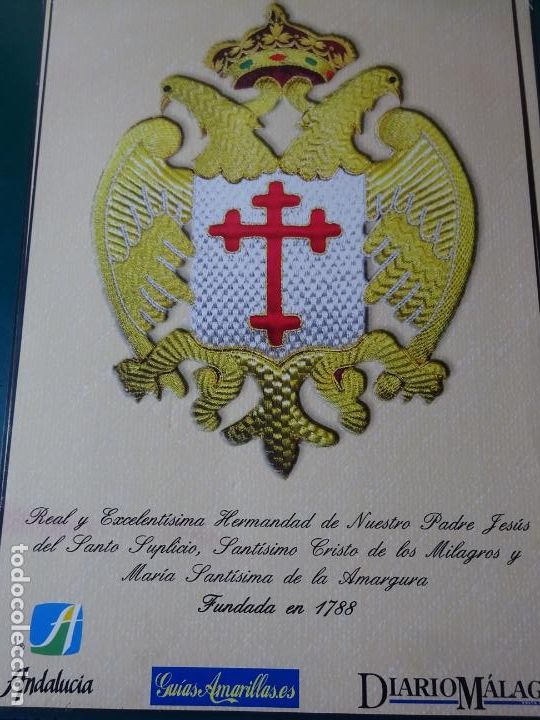 Real y Excelentísima Hermandad de Nuestro Padre Jesús
del Santo Suplicio, Santísimo Cristo de los Milagros y
María Santísima de la Amargura
Fundada en 1788
Andalucía
GuíasAmarillas.es
DIARIO MÁLAG
todocoleccion